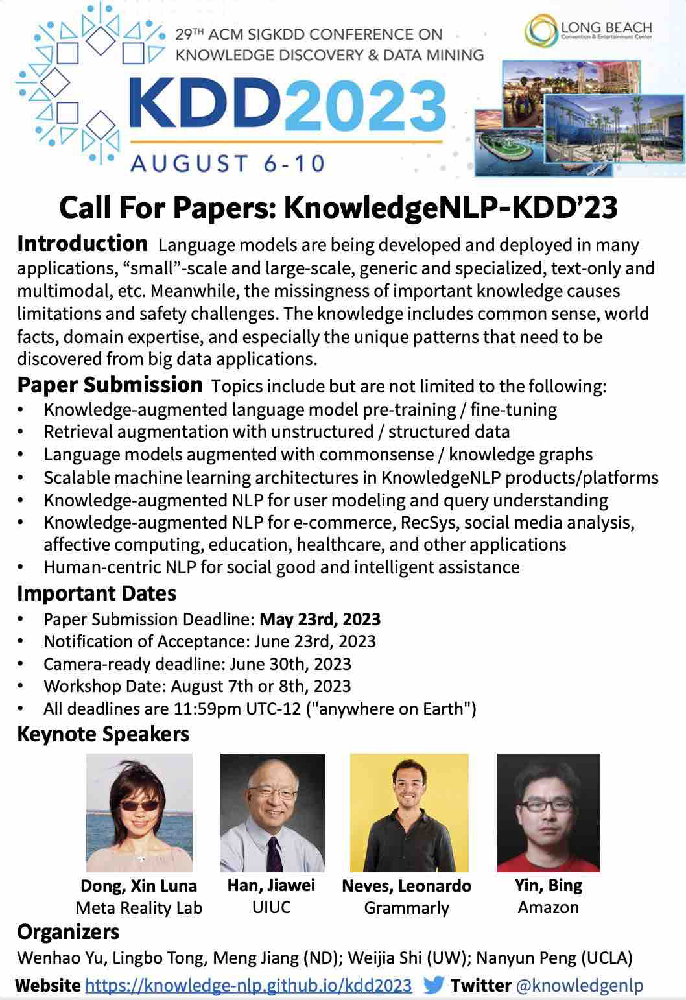 29TH ACM SIGKDD CONFERENCE ON
KNOWLEDGE DISCOVERY & DATA MINING
LONG BEACH
Convention & Entertainment Center
KDD2023
AUGUST 6-10
Call For Papers: KnowledgeNLP-KDD’23
Introduction Language models are being developed and deployed in many
applications, “small”-scale and large-scale, generic and specialized, text-only and
multimodal, etc. Meanwhile, the missingness of important knowledge causes
limitations and safety challenges. The knowledge includes common sense, world
facts, domain expertise, and especially the unique patterns that need to be
discovered from big data applications.
Paper Submission Topics include but are not limited to the following:
• Knowledge-augmented language model pre-training / fine-tuning
• Retrieval augmentation with unstructured / structured data
• Language models augmented with commonsense / knowledge graphs
• Scalable machine learning architectures in KnowledgeNLP products/platforms
• Knowledge-augmented NLP for user modeling and query understanding
• Knowledge-augmented NLP for e-commerce, RecSys, social media analysis,
affective computing, education, healthcare, and other applications
• Human-centric NLP for social good and intelligent assistance
Important Dates
• Paper Submission Deadline: May 23rd, 2023
• Notification of Acceptance: June 23rd, 2023
• Camera-ready deadline: June 30th, 2023
• Workshop Date: August 7th or 8th, 2023
• All deadlines are 11:59pm UTC-12 ("anywhere on Earth")
Keynote Speakers
Dong, Xin Luna
Meta Reality Lab
Han, Jiawei
UIUC
Neves, Leonardo
Grammarly
Yin, Bing
Amazon
Organizers
Wenhao Yu, Lingbo Tong, Meng Jiang (ND); Weijia Shi (UW); Nanyun Peng (UCLA)
Website https://knowledge-nlp.github.io/kdd2023 Twitter @knowledgenlp